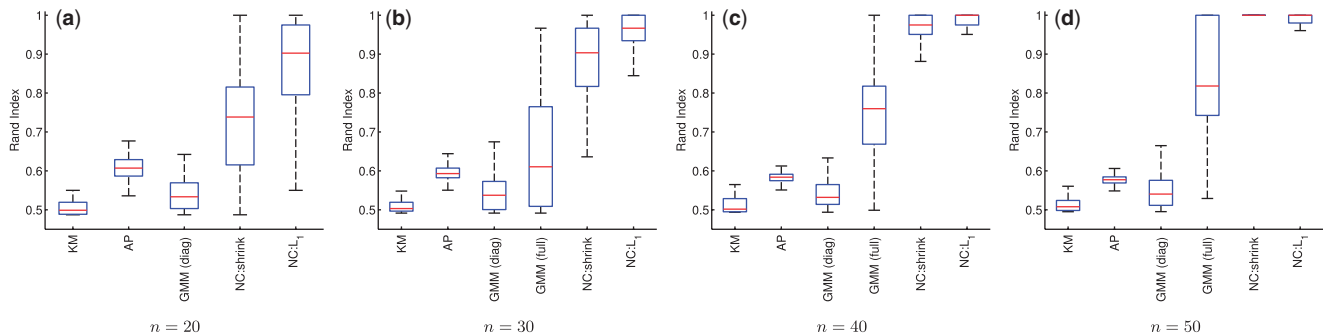 (a)
1
0.9
0.8
0.7
0.6
0.5
Rand Index
KM
AP
GMM (diag)
NC:shrink
NC:L1
n = 20
(b)
1
0.9
0.8
0.7
0.6
0.5
Rand Index
KM
AP
GMM (diag)
GMM (full)
NC:shrink
NC:L1
n = 30
(c)
1
0.9
0.8
0.7
0.6
0.5
Rand Index
KM
AP
GMM (diag)
GMM (full)
NC:shrink
NC:L1
n = 40
(d)
1
0.9
0.8
0.7
0.6
0.5
Rand Index
KM
AP
GMM (diag)
GMM (full)
NC:shrink
NC:L1
n = 50